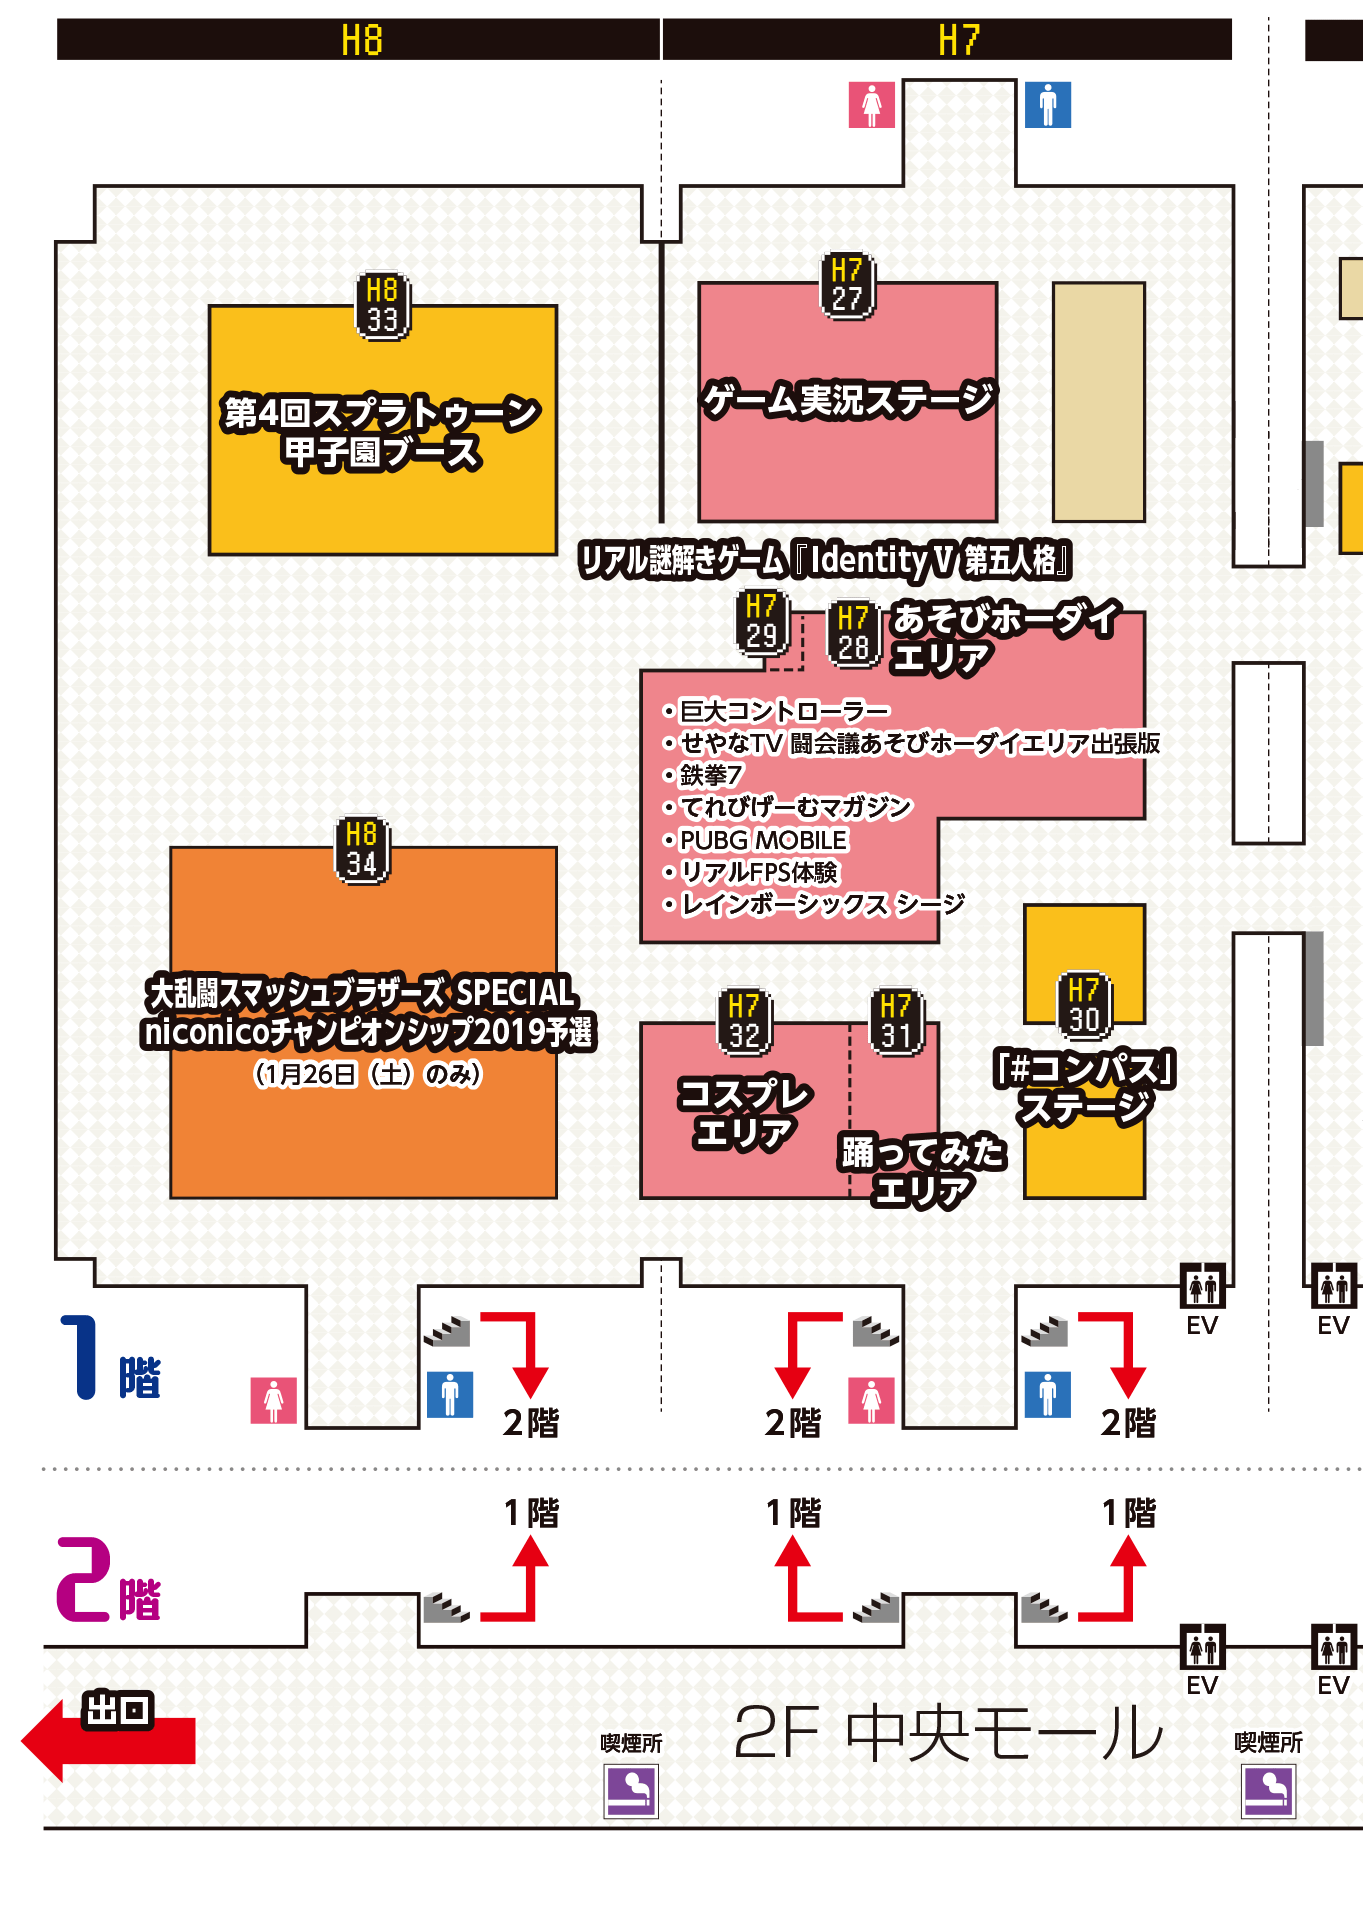 H8
H7
H8
33
第4回スプラトゥーン
甲子園ブース
H7
27
ゲーム実況ステージ
リアル謎解きゲーム『Identity V 第五人格』
H7
29
H7
28
あそびホーダイ
エリア
・巨大コントローラー
・せやなTV 闘会議あそびホーダイエリア出張版
・鉄拳7
・てれびげーむマガジン
・PUBG MOBILE
・リアルFPS体験
・レインボーシックス シージ
H8
34
大乱闘スマッシュブラザーズ SPECIAL
niconicoチャンピオンシップ2019予選
(1月26日(土)のみ)
H7
32
コスプレ
エリア
H7
31
踊ってみた
エリア
H7
30
「#コンパス」
ステージ
EV
EV
1階
2階
2階
2階
1階
1階
1階
2階
EV
EV
出口
2F 中央モール
喫煙所
喫煙所